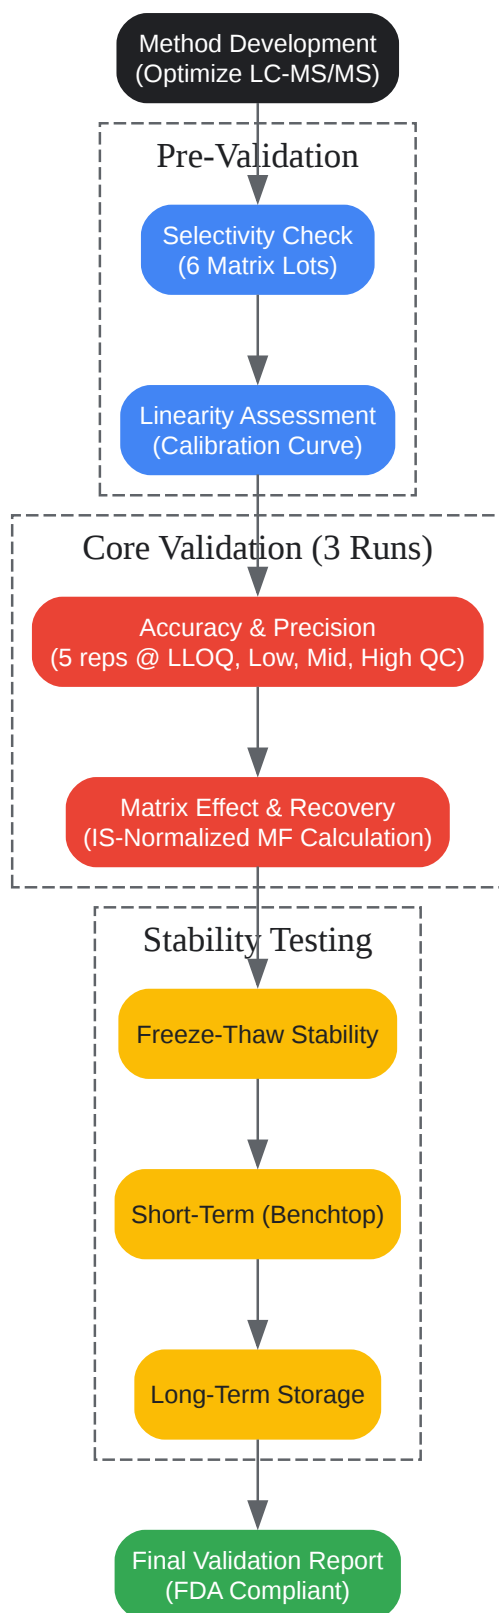 Method Development
(Optimize LC-MS/MS)
Pre-Validation
Selectivity Check
(6 Matrix Lots)
Linearity Assessment
(Calibration Curve)
Core Validation (3 Runs)
Accuracy & Precision
(5 reps @ LLOQ, Low, Mid, High QC)
Matrix Effect & Recovery
(IS-Normalized MF Calculation)
Stability Testing
Freeze-Thaw Stability
Short-Term (Benchtop)
Long-Term Storage
Final Validation Report
(FDA Compliant)